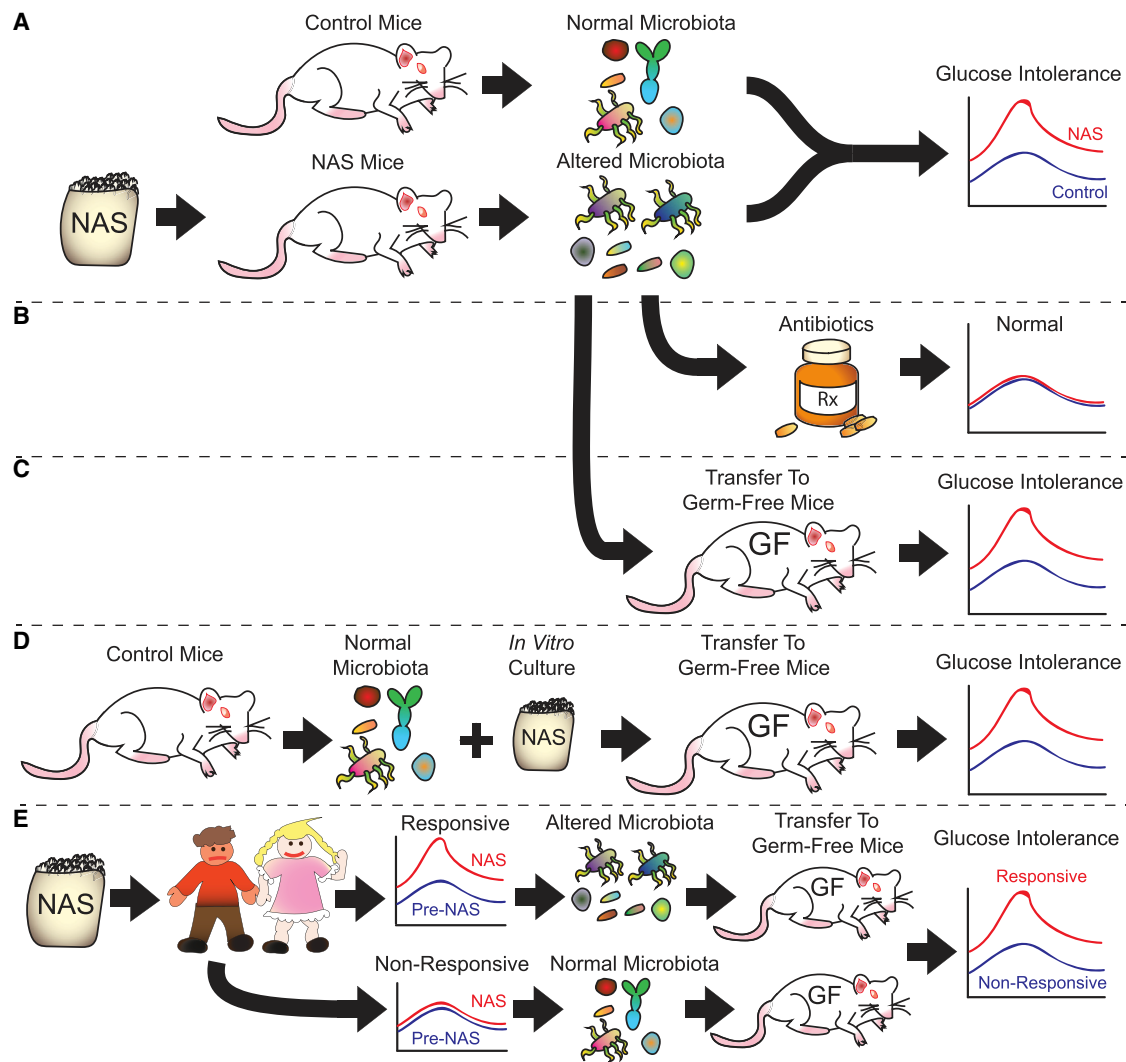 A
Control Mice
Normal Microbiota
Glucose Intolerance
NAS
Control
NAS
NAS Mice
Altered Microbiota
B
Antibiotics
Rx
Normal
C
Transfer To
Germ-Free Mice
GF
Glucose Intolerance
D
Control Mice
Normal
Microbiota
In Vitro
Culture
NAS
Transfer To
Germ-Free Mice
GF
Glucose Intolerance
E
NAS
Responsive
NAS
Pre-NAS
Altered Microbiota
Transfer To
Germ-Free Mice
GF
Glucose Intolerance
Responsive
Non-Responsive
Non-Responsive
NAS
Pre-NAS
Normal Microbiota
GF